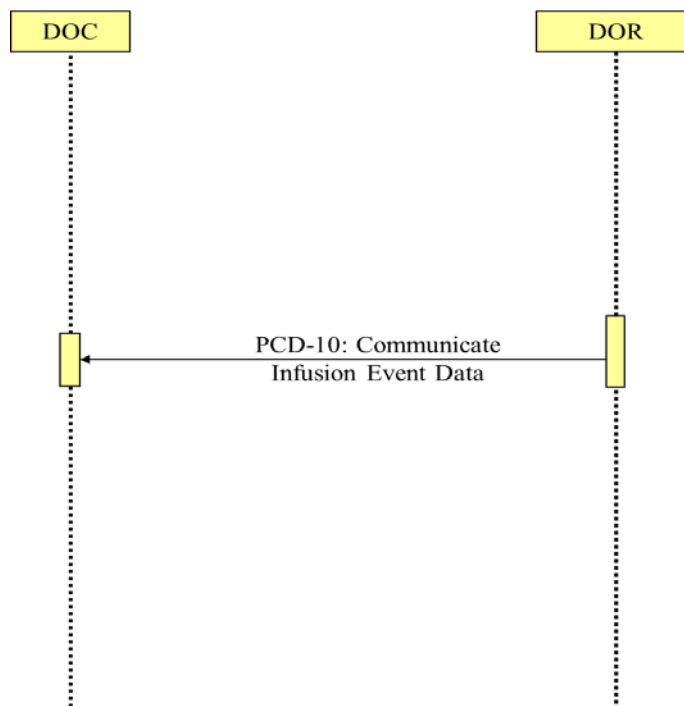 DOC
DOR
PCD-10: Communicate
Infusion Event Data